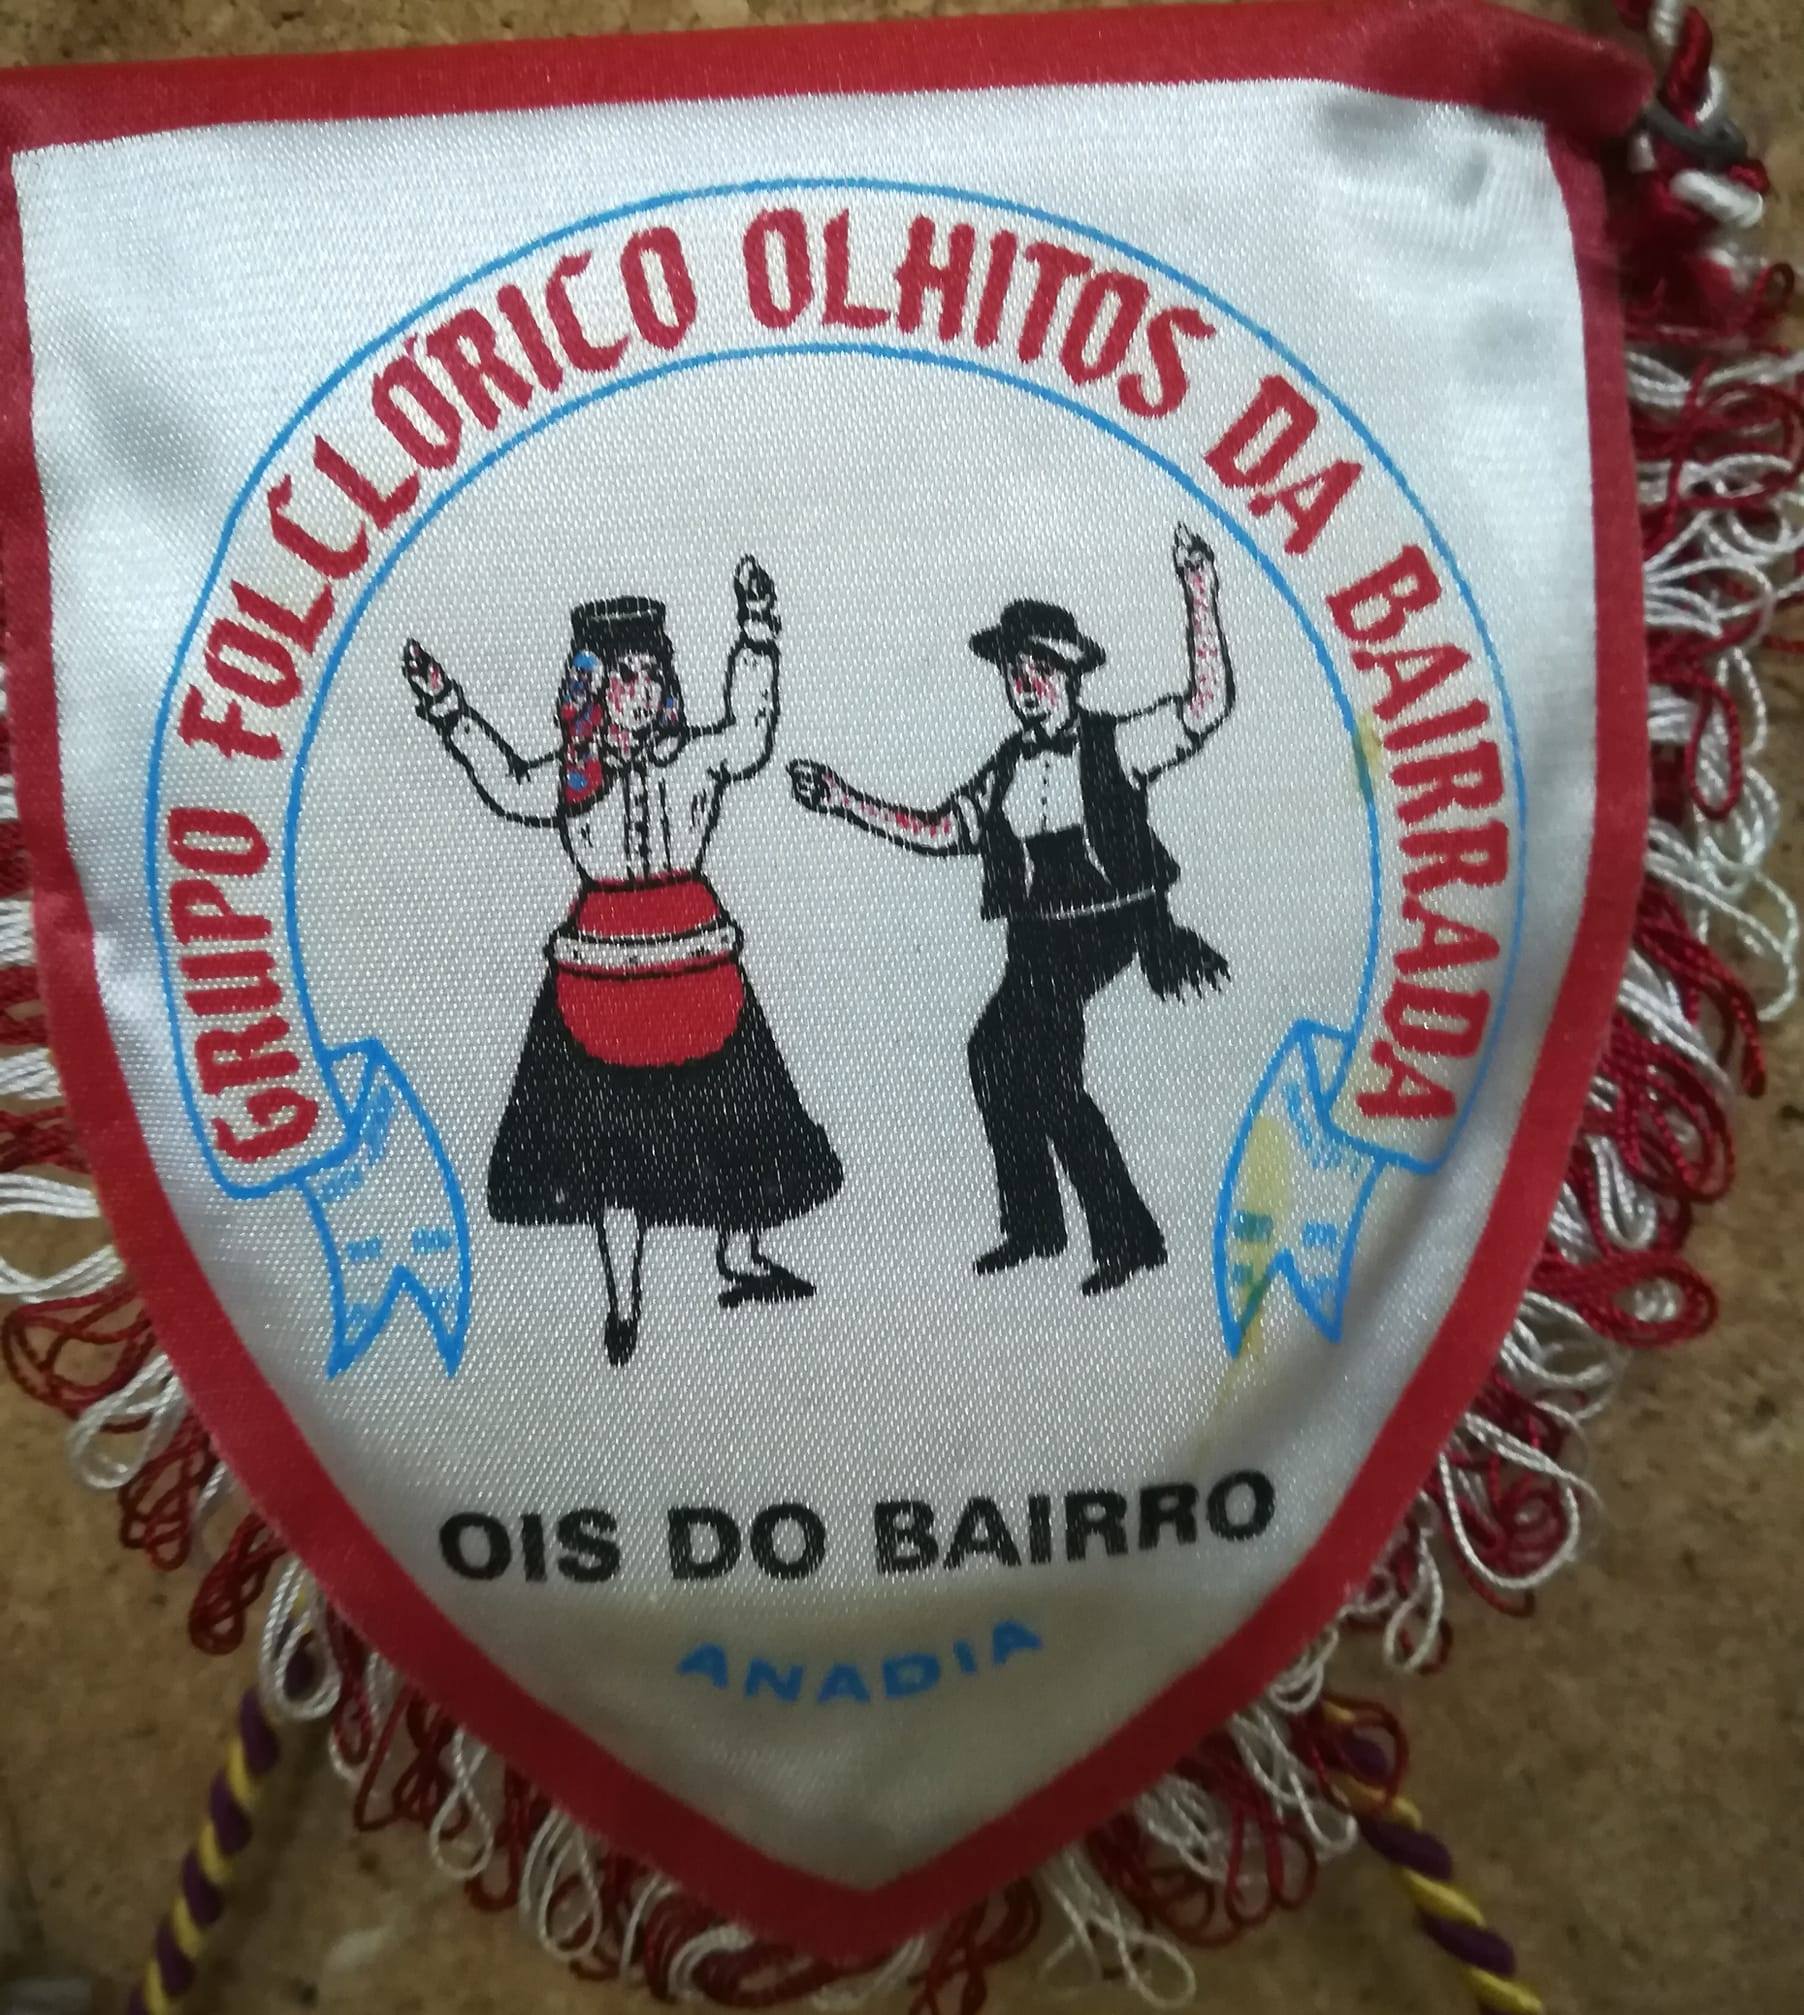 GRUPO FOLCLÓRICO OLHITOS DA BAIRRADA
OIS DO BAIRRO
ANADIA